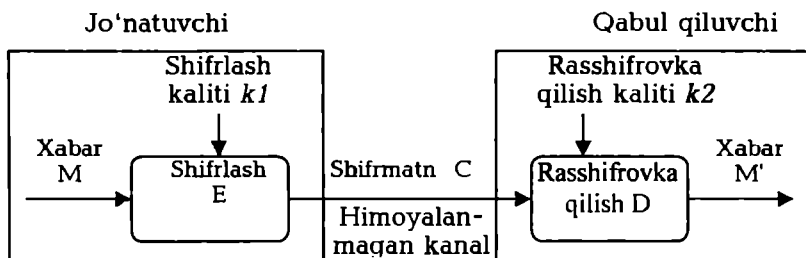 Jo‘natuvchi
Qabul qiluvchi
Shifrlash
kaliti k1
Rasshifrovka
qilish kaliti k2
Xabar
M
Shifrlash
E
Shifrmatn C
Himoyalan-
magan kanal
Rasshifrovka
qilish D
Xabar
M'